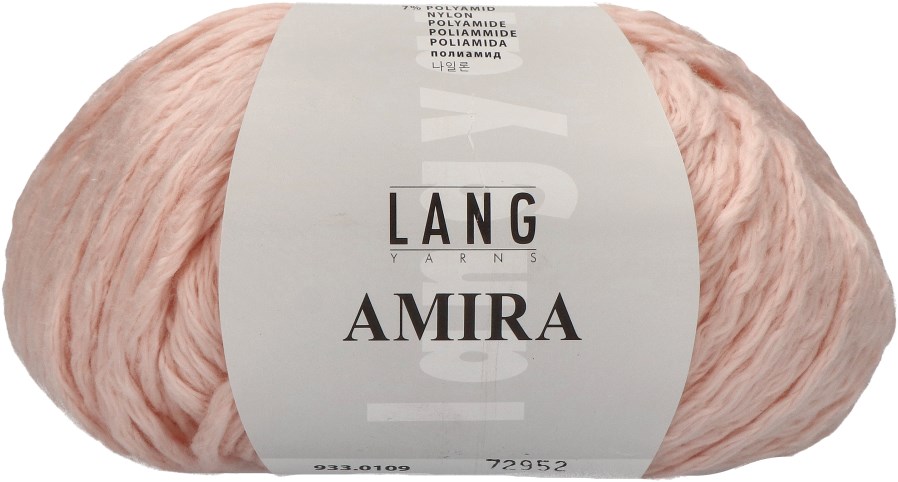 7% POLYAMID
NYLON
POLYAMIDE
POLIAMMIDE
POLIAMIDA
полиамид
나일론
LANG
YARNS
AMIRA
933.0109 72952